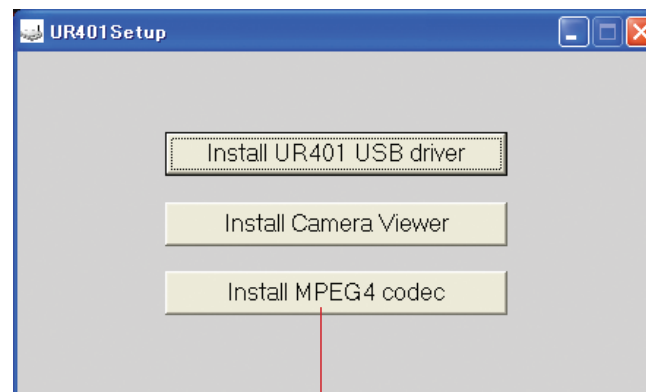 UR401Setup
Install UR401 USB driver
Install Camera Viewer
Install MPEG4 codec